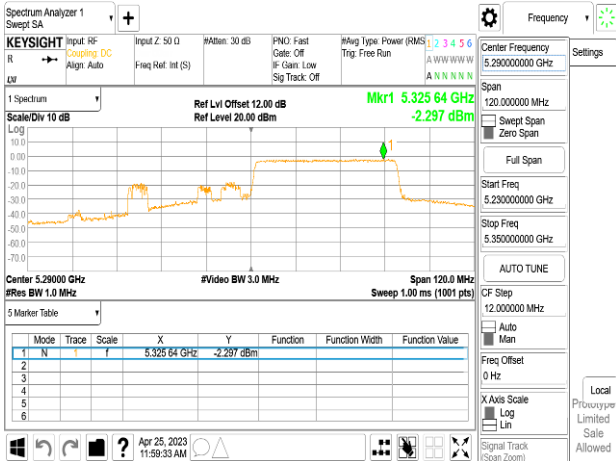 Spectrum Analyzer 1
Swept SA
+
Frequency
KEYSIGHT
R
Input: RF
Coupling: DC
Align: Auto
Input Z: 50 Ω
Freq Ref: Int (S)
#Atten: 30 dB
PNO: Fast
Gate: Off
IF Gain: Low
Sig Track: Off
#Avg Type: Power (RMS
Trig: Free Run
1 2 3 4 5 6
A W W W W W
A N N N N N
1 Spectrum
Scale/Div 10 dB
Log
Ref Lvl Offset 12.00 dB
Ref Level 20.00 dBm
Mkr1 5.325 64 GHz
-2.297 dBm
1
10.0
0.00
-10.0
-20.0
-30.0
-40.0
-50.0
-60.0
-70.0
Center 5.29000 GHz
#Res BW 1.0 MHz
#Video BW 3.0 MHz
Span 120.0 MHz
Sweep 1.00 ms (1001 pts)
5 Marker Table
Mode Trace Scale X Y Function Function Width Function Value
1 N 1 f 5.325 64 GHz -2.297 dBm
2
3
4
5
6
?
Apr 25, 2023
11:59:33 AM
Center Frequency
5.290000000 GHz
Settings
Span
120.000000 MHz
Swept Span
Zero Span
Full Span
Start Freq
5.230000000 GHz
Stop Freq
5.350000000 GHz
AUTO TUNE
CF Step
12.000000 MHz
Auto
Man
Freq Offset
0 Hz
X Axis Scale
Log
Lin
Signal Track
(Span Zoom)
Local
Prototype
Limited
Sale
Allowed